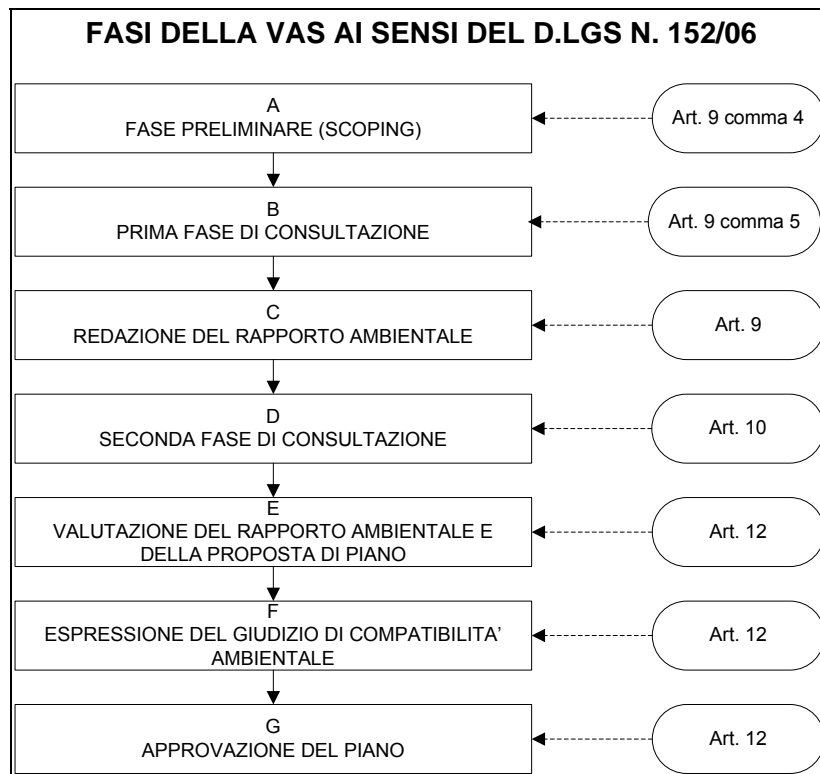 FASI DELLA VAS AI SENSI DEL D.LGS N. 152/06
A
FASE PRELIMINARE (SCOPING)
Art. 9 comma 4
B
PRIMA FASE DI CONSULTAZIONE
Art. 9 comma 5
C
REDAZIONE DEL RAPPORTO AMBIENTALE
Art. 9
D
SECONDA FASE DI CONSULTAZIONE
Art. 10
E
VALUTAZIONE DEL RAPPORTO AMBIENTALE E
DELLA PROPOSTA DI PIANO
Art. 12
F
ESPRESSIONE DEL GIUDIZIO DI COMPATIBILITA'
AMBIENTALE
Art. 12
G
APPROVAZIONE DEL PIANO
Art. 12